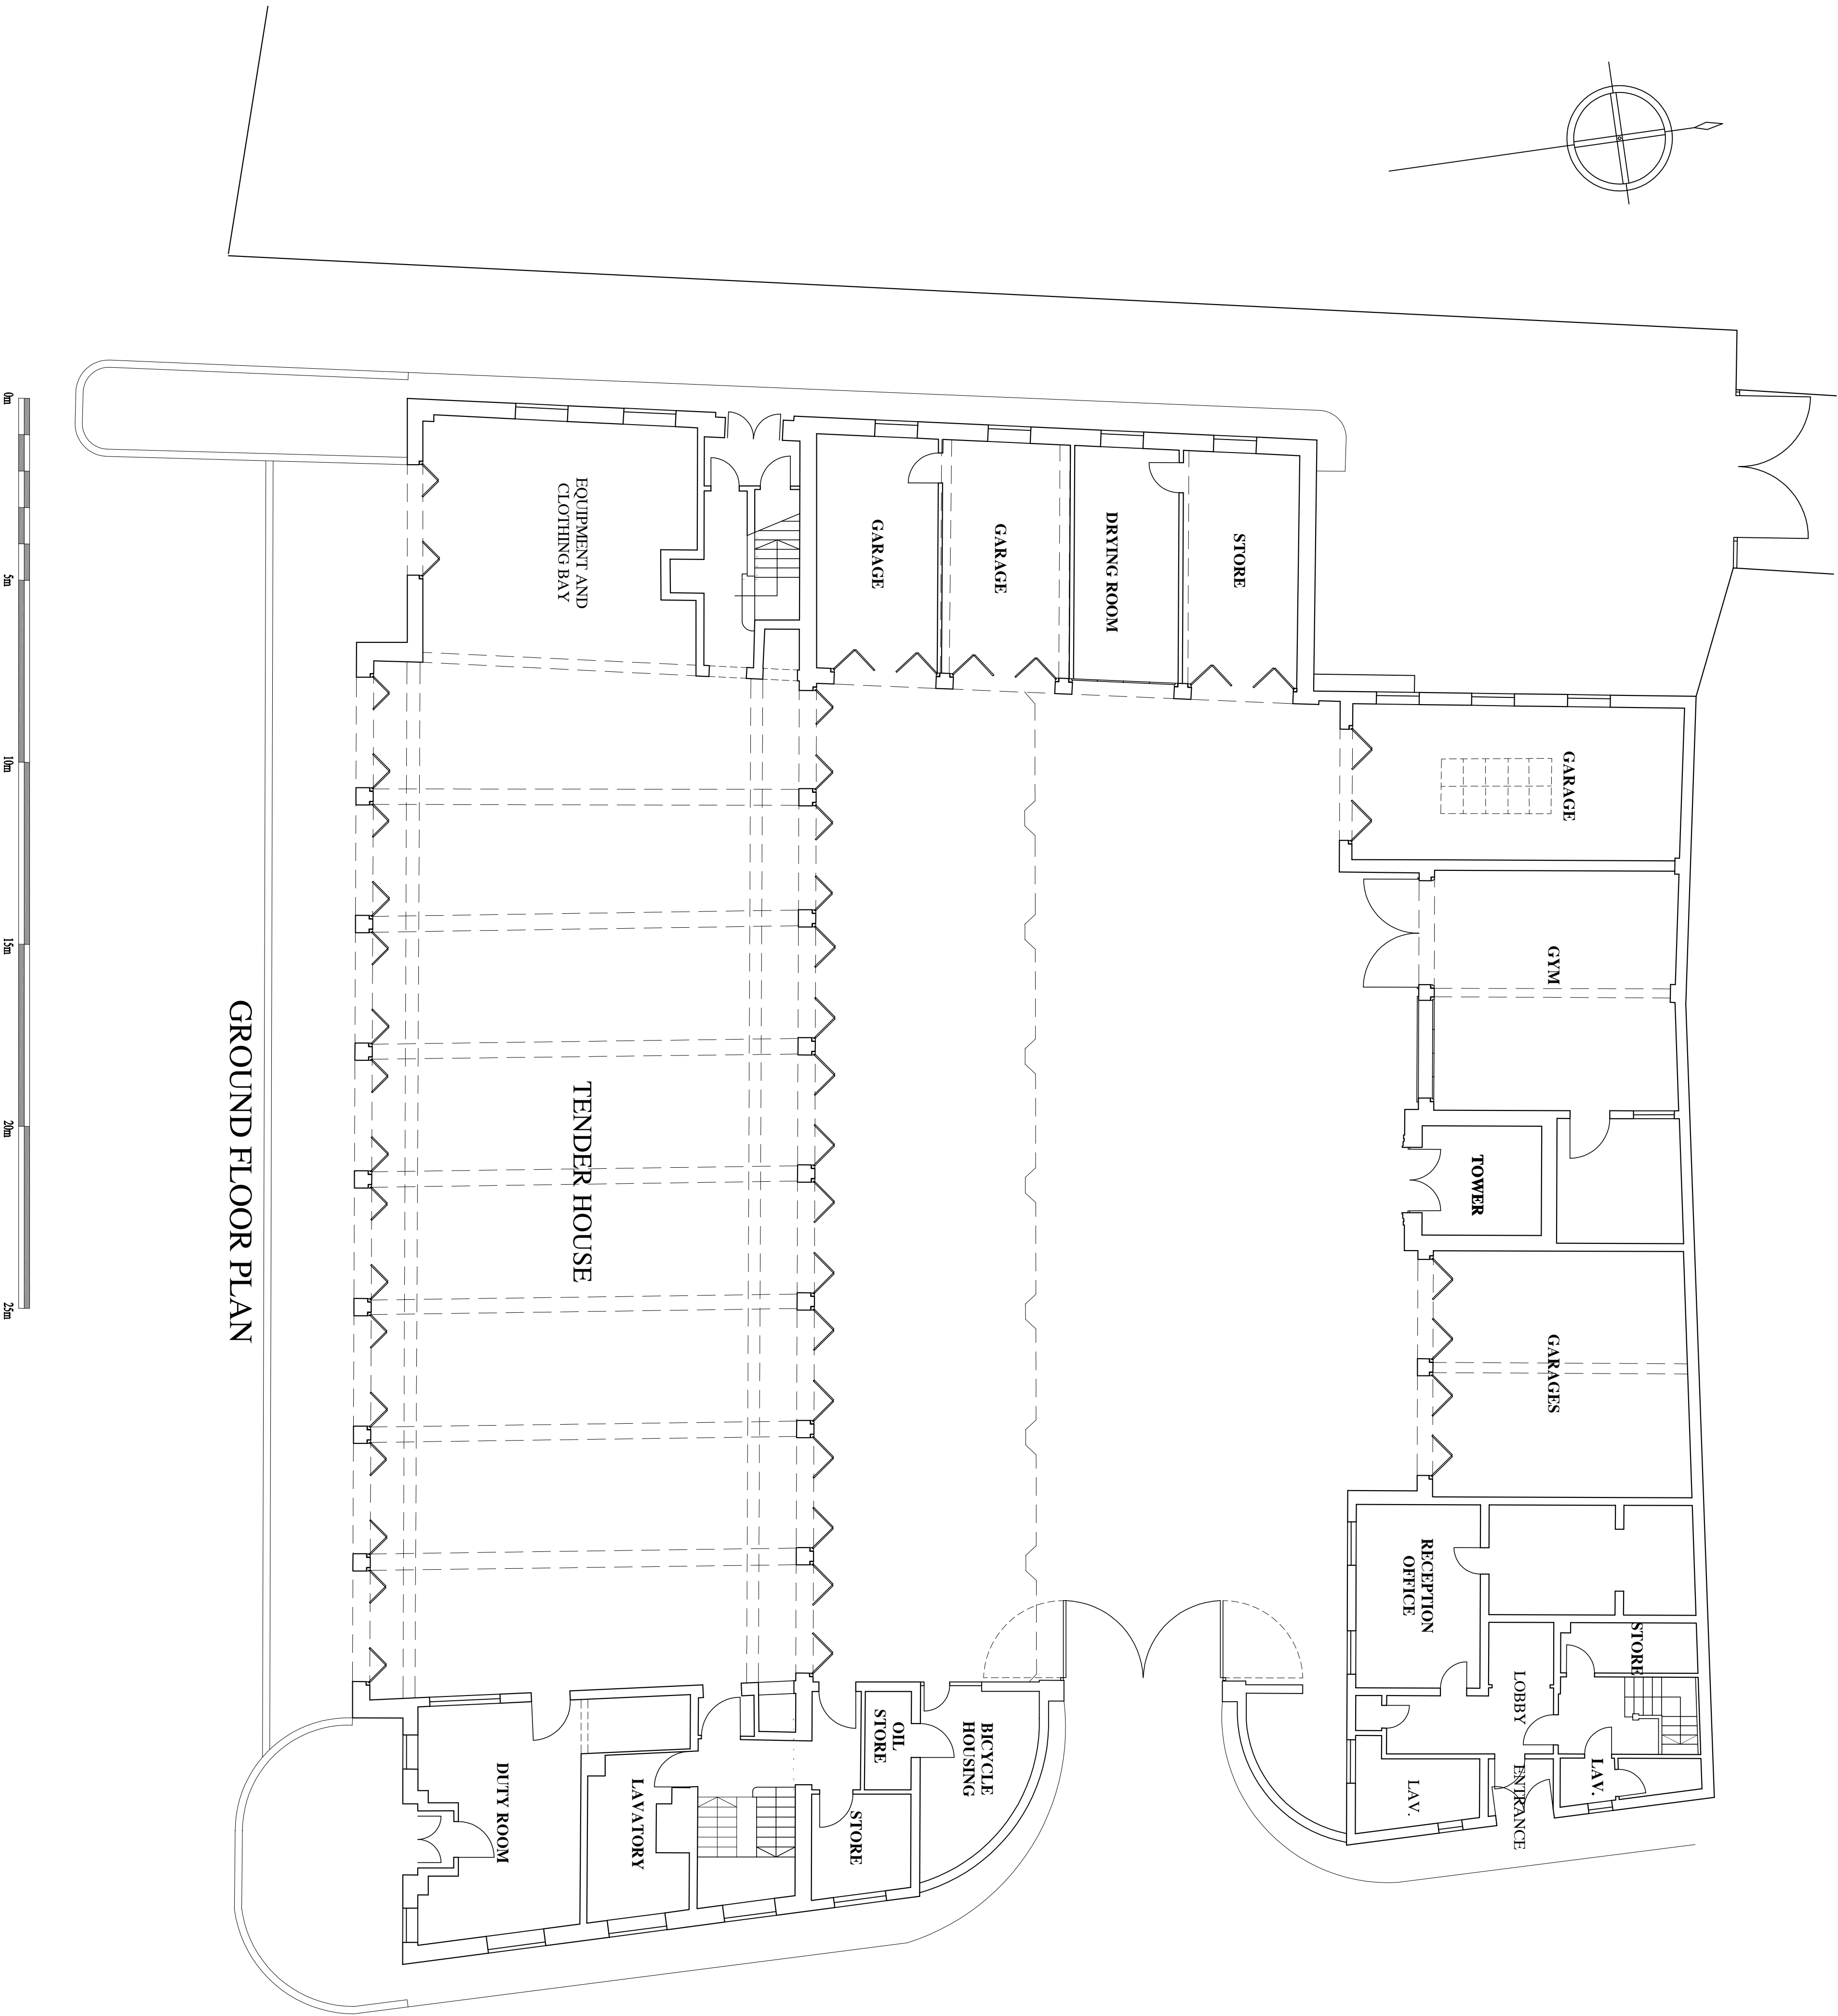 GARAGE
GYM
TOWER
GARAGES
STORE
LOBBY
LAV.
ENTRANCE
RECEPTION
OFFICE
LAV.
STORE
DRYING ROOM
GARAGE
GARAGE
BICYCLE
HOUSING
OIL
STORE
STORE
EQUIPMENT AND
CLOTHING BAY
TENDER HOUSE
LAVATORY
DUTY ROOM
GROUND FLOOR PLAN
0m
5m
10m
15m
20m
25m